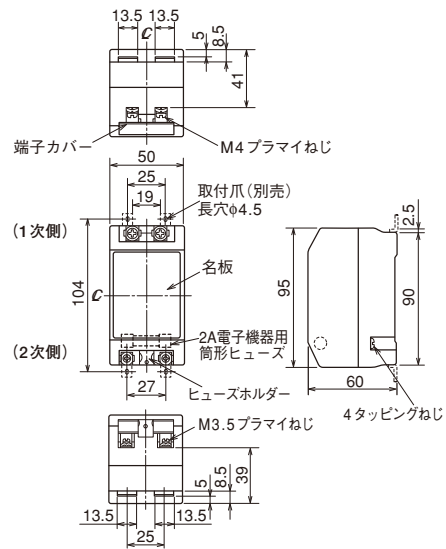 13.5 13.5
5
8.5
41
端子カバー
M4プラマイねじ
50
25
19
取付爪(別売)
長穴φ4.5
(1次側)
104
名板
(2次側)
2A電子機器用
筒形ヒューズ
27
ヒューズホルダー
95
2.5
90
60
4タッピングねじ
M3.5プラマイねじ
39
5
8.5
13.5 13.5
25